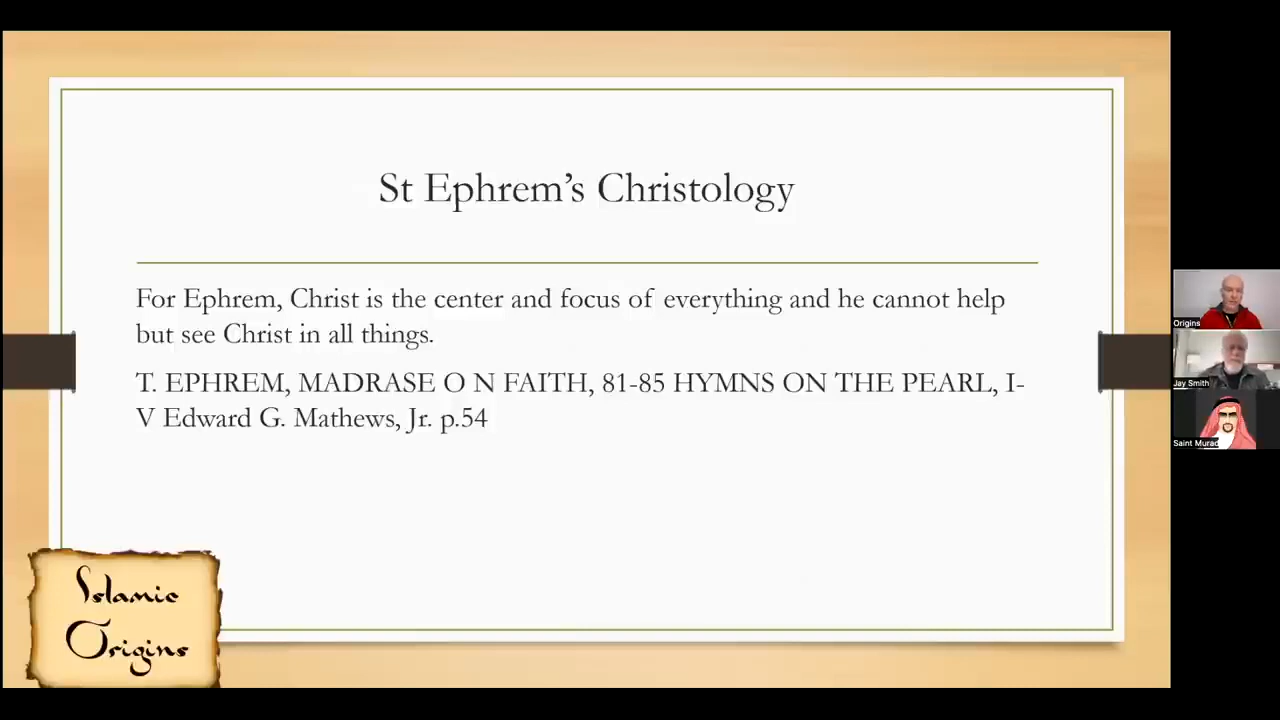 St Ephrem’s Christology
For Ephrem, Christ is the center and focus of everything and he cannot help
but see Christ in all things.
T. EPHREM, MADRASE O N FAITH, 81-85 HYMNS ON THE PEARL, I-
V Edward G. Mathews, Jr. p.54
Origins
Jay Smith
Saint Murad
Islamic
Origins